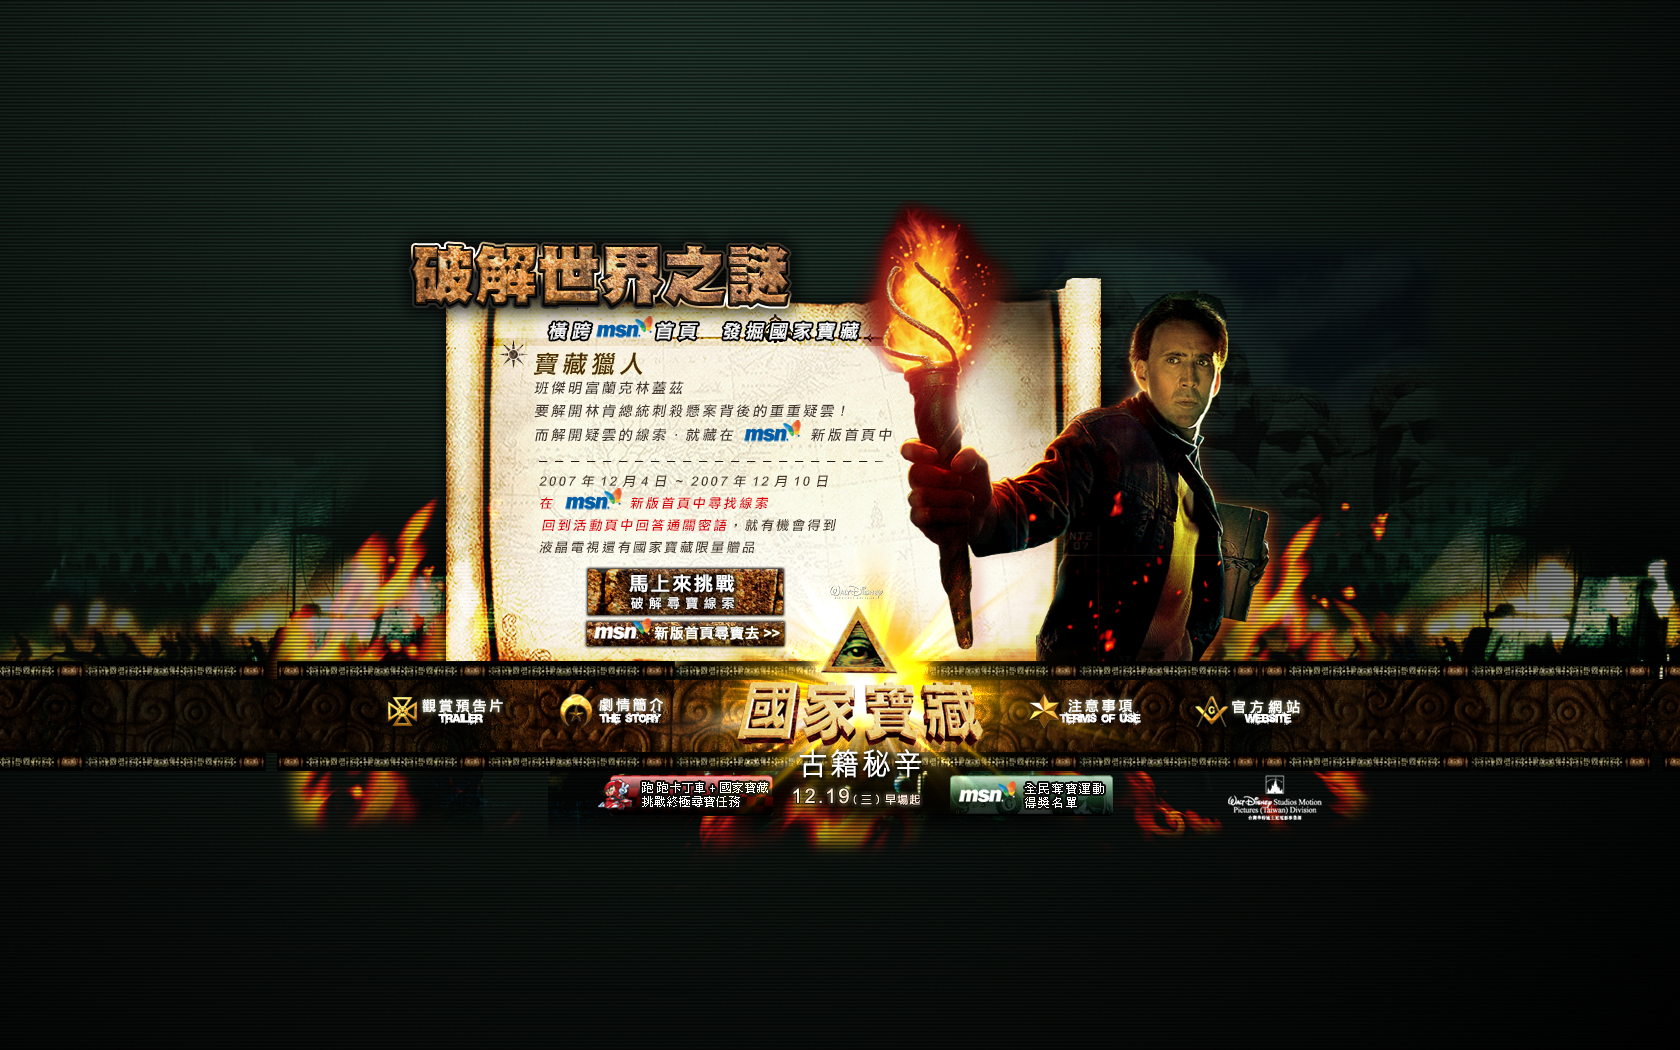 破解世界之謎
橫跨 msn 首頁 發掘國家寶藏
寶藏獵人
班傑明富蘭克林蓋茲
要解開林肯總統刺殺懸案背後的重重疑雲！
而解開疑雲的線索‧就藏在 msn 新版首頁中
2007 年 12 月 4 日 ~ 2007 年 12 月 10 日
在 msn 新版首頁中尋找線索
回到活動頁中回答通關密語，就有機會得到
液晶電視還有國家寶藏限量贈品
馬上來挑戰
破解尋寶線索
msn 新版首頁尋寶去 >>
WALT DISNEY
NTS
07
觀賞預告片
TRAILER
劇情簡介
THE STORY
國家寶藏
古籍秘辛
12.19(三)早場起
注意事項
TERMS OF USE
官方網站
WEBSITE
跑跑卡丁車+國家寶藏
挑戰終極尋寶任務
msn 全民奪寶運動
得獎名單
Walt Disney Studios Motion
Pictures (Taiwan) Division